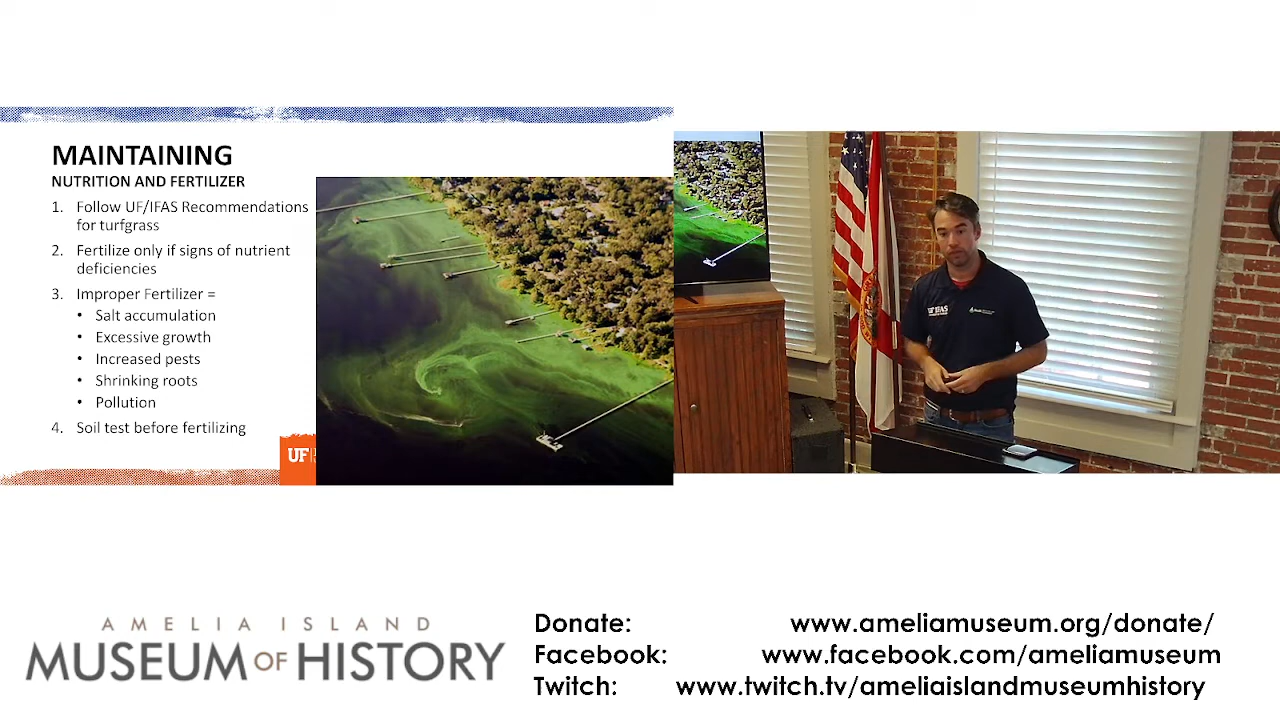 MAINTAINING
NUTRITION AND FERTILIZER
1. Follow UF/IFAS Recommendations
for turfgrass
2. Fertilize only if signs of nutrient
deficiencies
3. Improper Fertilizer =
• Salt accumulation
• Excessive growth
• Increased pests
• Shrinking roots
• Pollution
4. Soil test before fertilizing
UF
UF IFAS
AMELIA ISLAND
MUSEUM OF HISTORY
Donate: www.ameliamuseum.org/donate/
Facebook: www.facebook.com/ameliamuseum
Twitch: www.twitch.tv/ameliaislandmuseumhistory